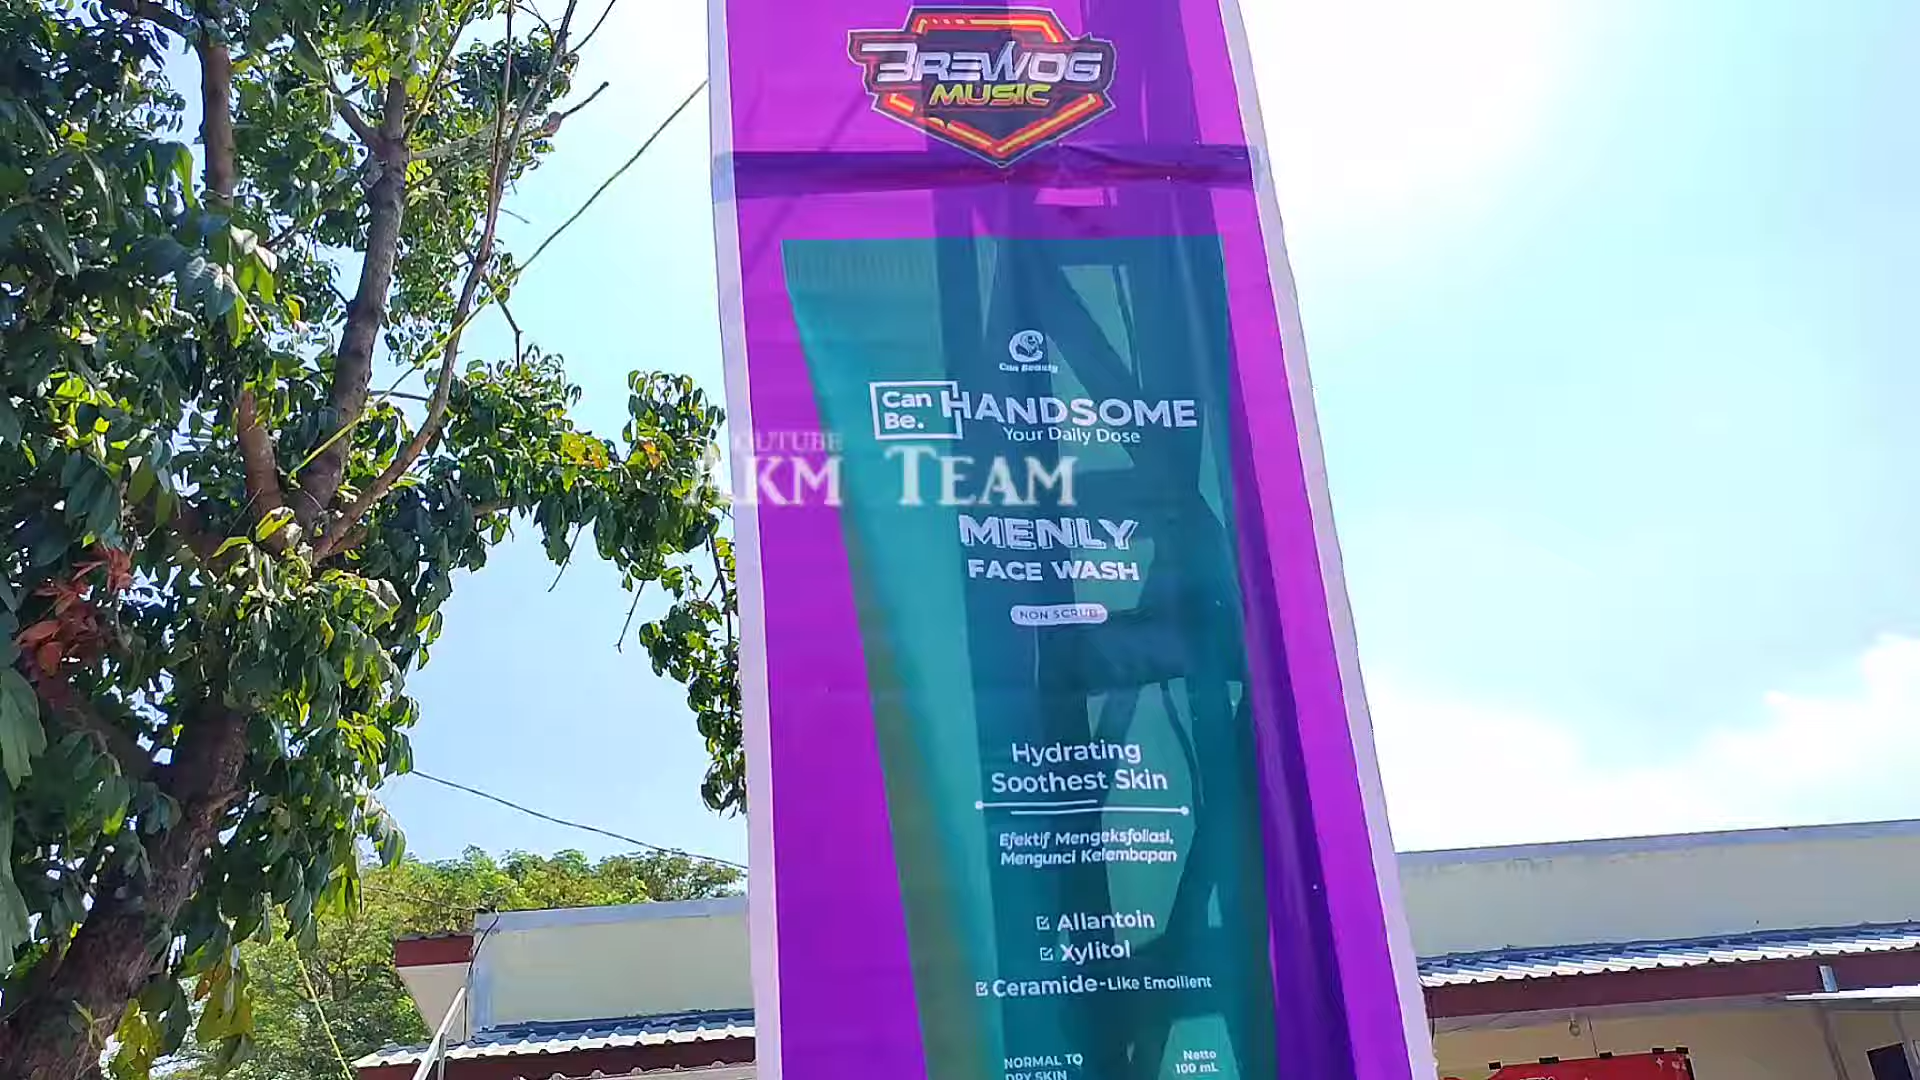 BREWOG
MUSIC
Can Beauty
Can Be. HANDSOME
Your Daily Dose
YOUTUBE
AKM TEAM
MENLY
FACE WASH
NON SCRUB
Hydrating
Soothest Skin
Efektif Mengeksfoliasi,
Mengunci Kelembapan
Allantoin
Xylitol
Ceramide-Like Emollient
NORMAL TO
DRY SKIN
Netto
100 mL